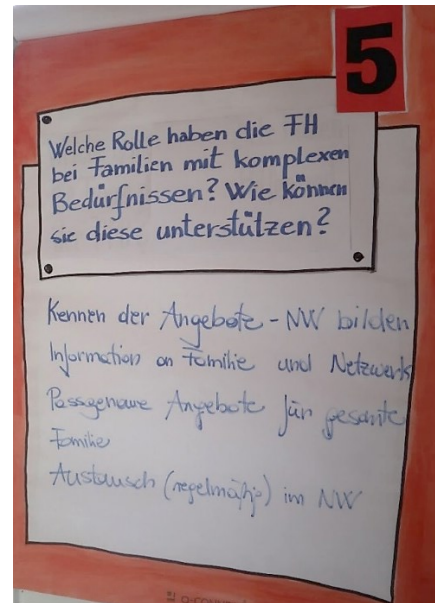 5
Welche Rolle haben die FH
bei Familien mit komplexen
Bedürfnissen? Wie können
sie diese unterstützen?
Kennen der Angebote - NW bilden
Information an Familie und Netzwerk
Passgenaue Angebote für gesamte
Familie
Austausch (regelmäßig) im NW